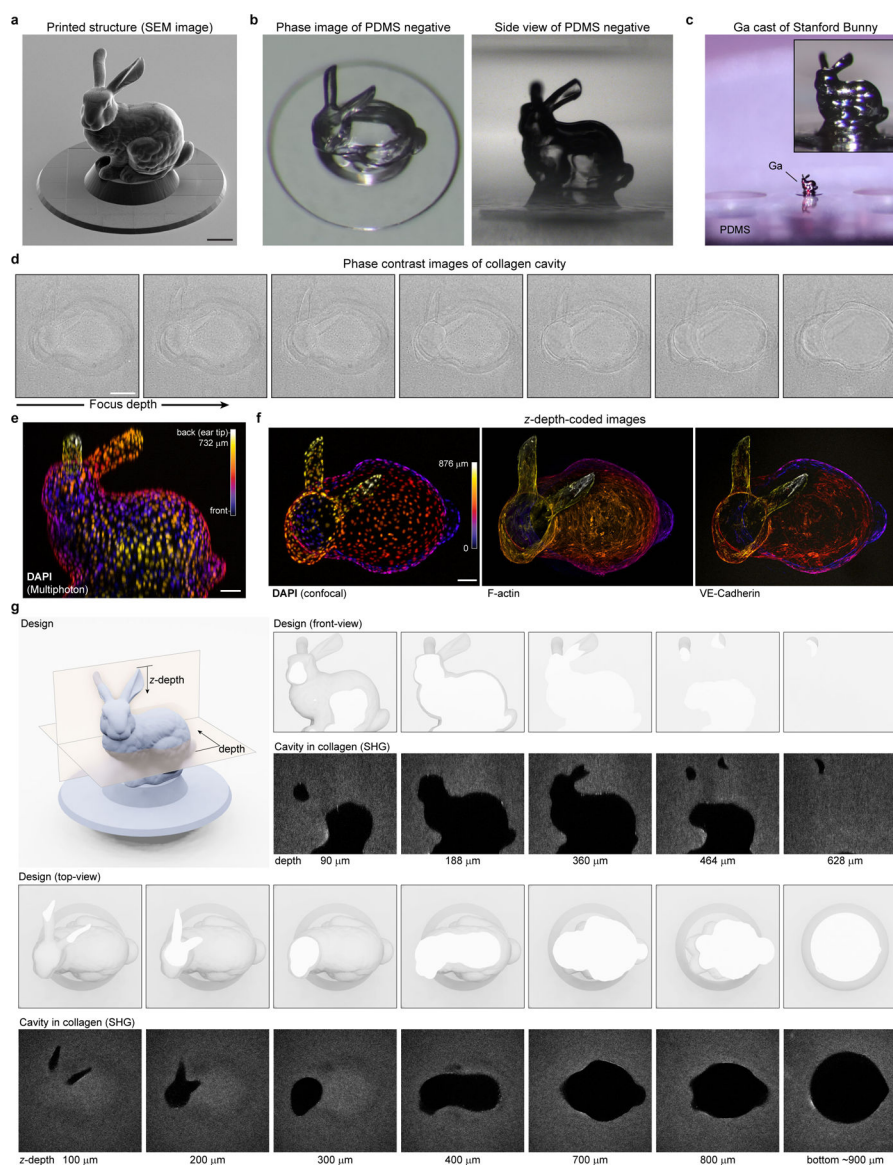 a
Printed structure (SEM image)
b
Phase image of PDMS negative
Side view of PDMS negative
c
Ga cast of Stanford Bunny
Ga
PDMS
d
Phase contrast images of collagen cavity
Focus depth
e
back (ear tip)
732 µm
front
DAPI
(Multiphoton)
f
z-depth-coded images
876 µm
0
DAPI (confocal)
F-actin
VE-Cadherin
g
Design
z-depth
depth
Design (front-view)
Cavity in collagen (SHG)
depth 90 µm 188 µm 360 µm 464 µm 628 µm
Design (top-view)
Cavity in collagen (SHG)
z-depth 100 µm 200 µm 300 µm 400 µm 700 µm 800 µm bottom ~900 µm